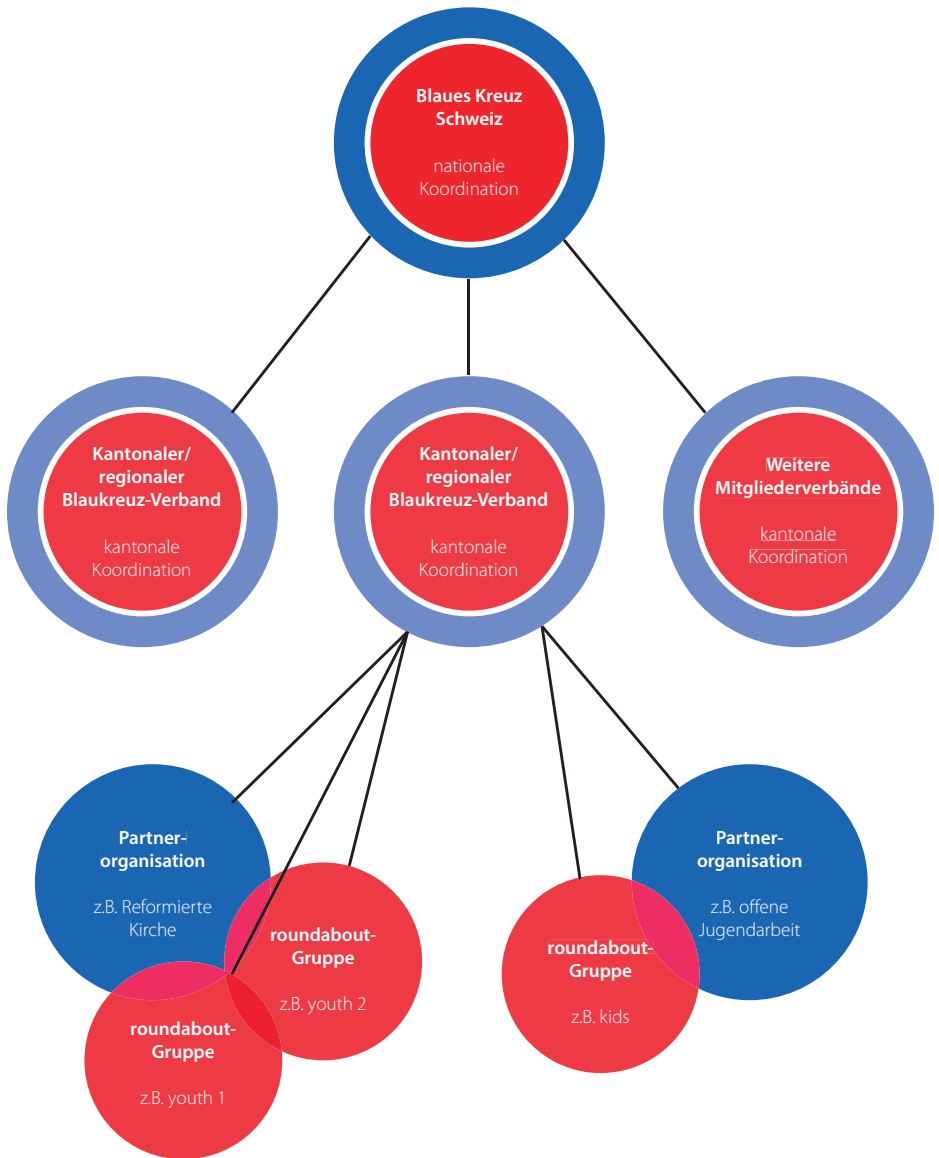 Blaues Kreuz
Schweiz
nationale
Koordination
Kantonaler/
regionaler
Blaukreuz-Verband
kantonale
Koordination
Kantonaler/
regionaler
Blaukreuz-Verband
kantonale
Koordination
Weitere
Mitgliederverbände
kantonale
Koordination
Partner-
organisation
z.B. Reformierte
Kirche
roundabout-
Gruppe
z.B. youth 2
roundabout-
Gruppe
z.B. youth 1
roundabout-
Gruppe
z.B. kids
Partner-
organisation
z.B. offene
Jugendarbeit